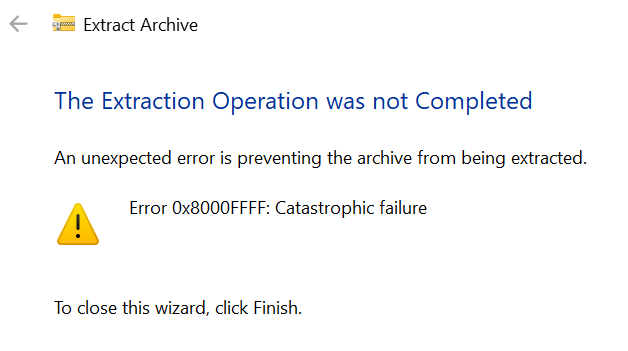 Extract Archive
The Extraction Operation was not Completed
An unexpected error is preventing the archive from being extracted.
Error 0x8000FFFF: Catastrophic failure
To close this wizard, click Finish.